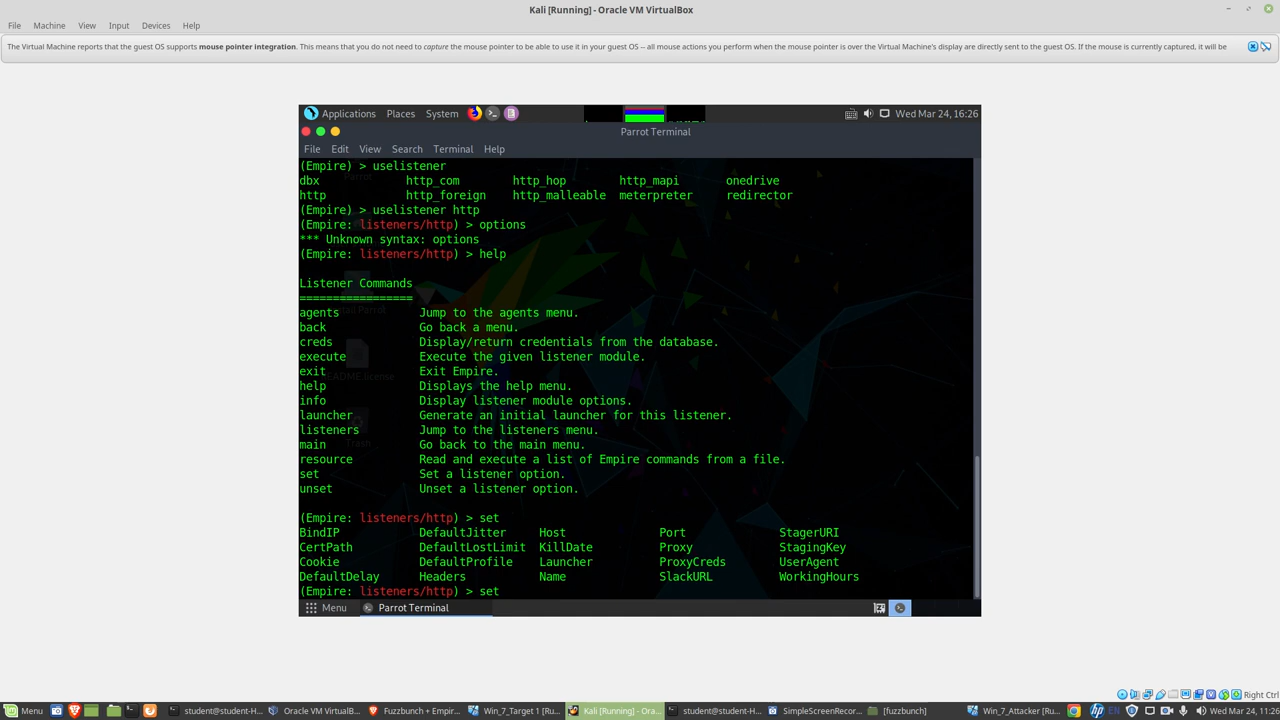 Kali [Running] - Oracle VM VirtualBox
File Machine View Input Devices Help
The Virtual Machine reports that the guest OS supports mouse pointer integration. This means that you do not need to capture the mouse pointer to be able to use it in your guest OS -- all mouse actions you perform when the mouse pointer is over the Virtual Machine's display are directly sent to the guest OS. If the mouse is currently captured, it will be
Applications Places System Wed Mar 24, 16:26
Parrot Terminal
File Edit View Search Terminal Help
(Empire) > uselistener
dbx http_com http_hop http_mapi onedrive
http http_foreign http_malleable meterpreter redirector
(Empire) > uselistener http
(Empire: listeners/http) > options
*** Unknown syntax: options
(Empire: listeners/http) > help
Listener Commands
=================
agents Jump to the agents menu.
back Go back a menu.
creds Display/return credentials from the database.
execute Execute the given listener module.
exit Exit Empire.
help Displays the help menu.
info Display listener module options.
launcher Generate an initial launcher for this listener.
listeners Jump to the listeners menu.
main Go back to the main menu.
resource Read and execute a list of Empire commands from a file.
set Set a listener option.
unset Unset a listener option.
(Empire: listeners/http) > set
BindIP DefaultJitter Host Port StagerURI
CertPath DefaultLostLimit KillDate Proxy StagingKey
Cookie DefaultProfile Launcher ProxyCreds UserAgent
DefaultDelay Headers Name SlackURL WorkingHours
(Empire: listeners/http) > set
Menu Parrot Terminal
Right Ctrl
Menu student@student-H... Oracle VM VirtualB... Fuzzbunch + Empir... Win_7_Target 1 [Ru... Kali [Running] - Ora... student@student-H... SimpleScreenRecor... [fuzzbunch] Win_7_Attacker [Ru... EN Wed Mar 24, 11:26